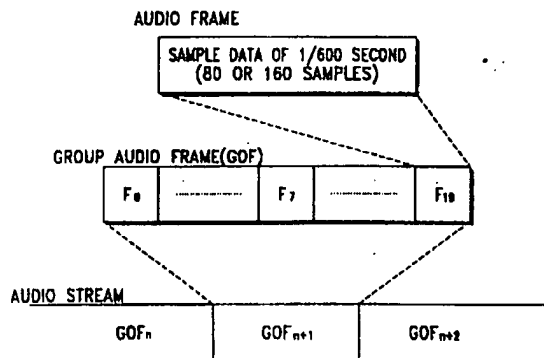 AUDIO FRAME
SAMPLE DATA OF 1/600 SECOND
(80 OR 160 SAMPLES)
GROUP AUDIO FRAME(GOF)
F₀ F₇ F₁₉
AUDIO STREAM
GOFn GOFn+1 GOFn+2